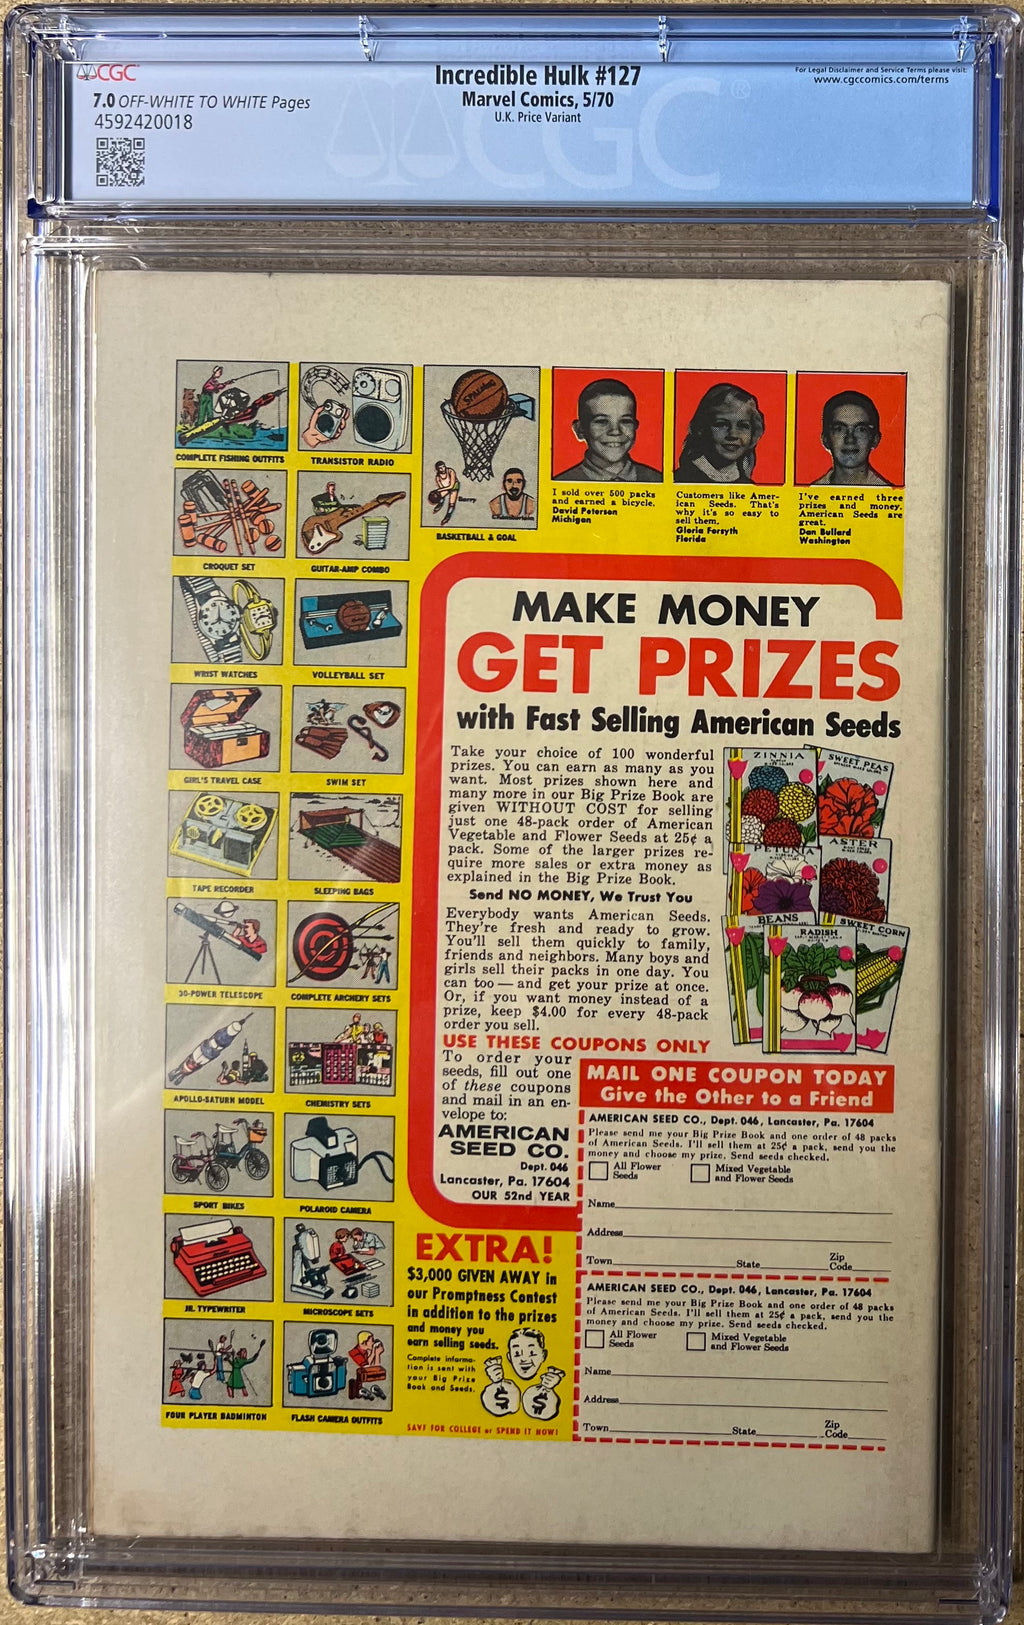 CGC
7.0 OFF-WHITE TO WHITE Pages
4592420018
Incredible Hulk #127
Marvel Comics, 5/70
U.K. Price Variant
For Legal Disclaimer and Service Terms please visit:
www.cgccomics.com/terms
CGC
COMPLETE FISHING OUTFITS
TRANSISTOR RADIO
SPALDING
Barry
Chamberlain
BASKETBALL & GOAL
I sold over 500 packs
and earned a bicycle.
David Peterson
Michigan
Customers like Amer-
ican Seeds. That's
why it's so easy to
sell them.
Gloria Forsyth
Florida
I've earned three
prizes and money.
American Seeds are
great.
Dan Bullard
Washington
CROQUET SET
GUITAR-AMP COMBO
WRIST WATCHES
VOLLEYBALL SET
GIRL'S TRAVEL CASE
SWIM SET
TAPE RECORDER
SLEEPING BAGS
30-POWER TELESCOPE
COMPLETE ARCHERY SETS
APOLLO-SATURN MODEL
CHEMISTRY SETS
SPORT BIKES
POLAROID CAMERA
JR. TYPEWRITER
MICROSCOPE SETS
FOUR PLAYER BADMINTON
FLASH CAMERA OUTFITS
MAKE MONEY
GET PRIZES
with Fast Selling American Seeds
Take your choice of 100 wonderful
prizes. You can earn as many as you
want. Most prizes shown here and
many more in our Big Prize Book are
given WITHOUT COST for selling
just one 48-pack order of American
Vegetable and Flower Seeds at 25¢ a
pack. Some of the larger prizes re-
quire more sales or extra money as
explained in the Big Prize Book.
Send NO MONEY, We Trust You
Everybody wants American Seeds.
They're fresh and ready to grow.
You'll sell them quickly to family,
friends and neighbors. Many boys and
girls sell their packs in one day. You
can too — and get your prize at once.
Or, if you want money instead of a
prize, keep $4.00 for every 48-pack
order you sell.
ZINNIA
SWEET PEAS
PETUNIA
ASTER
BEANS
RADISH
SWEET CORN
USE THESE COUPONS ONLY
To order your
seeds, fill out one
of these coupons
and mail in an en-
velope to:
AMERICAN
SEED CO.
Dept. 046
Lancaster, Pa. 17604
OUR 52nd YEAR
MAIL ONE COUPON TODAY
Give the Other to a Friend
AMERICAN SEED CO., Dept. 046, Lancaster, Pa. 17604
Please send me your Big Prize Book and one order of 48 packs
of American Seeds. I'll sell them at 25¢ a pack, send you the
money and choose my prize. Send seeds checked.
All Flower
Seeds
Mixed Vegetable
and Flower Seeds
Name
Address
Town State Zip Code
AMERICAN SEED CO., Dept. 046, Lancaster, Pa. 17604
Please send me your Big Prize Book and one order of 48 packs
of American Seeds. I'll sell them at 25¢ a pack, send you the
money and choose my prize. Send seeds checked.
All Flower
Seeds
Mixed Vegetable
and Flower Seeds
Name
Address
Town State Zip Code
EXTRA!
$3,000 GIVEN AWAY in
our Promptness Contest
in addition to the prizes
and money you
earn selling seeds.
Complete informa-
tion is sent with
your Big Prize
Book and Seeds.
$ $
SAVE FOR COLLEGE or SPEND IT NOW!